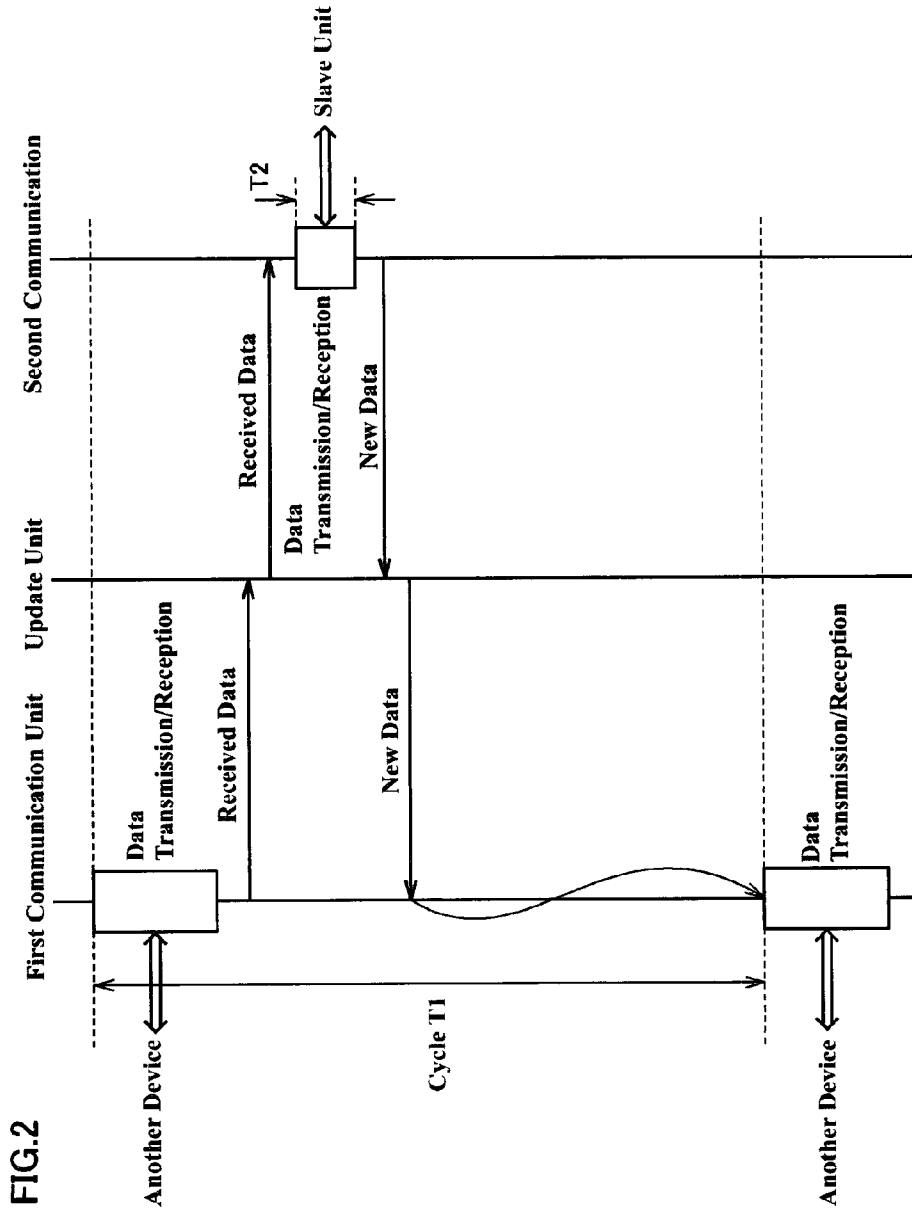 FIG.2
First Communication Unit
Update Unit
Second Communication
Another Device
Data
Transmission/Reception
Received Data
Received Data
Data
Transmission/Reception
T2
Slave Unit
New Data
New Data
Cycle T1
Another Device
Data
Transmission/Reception